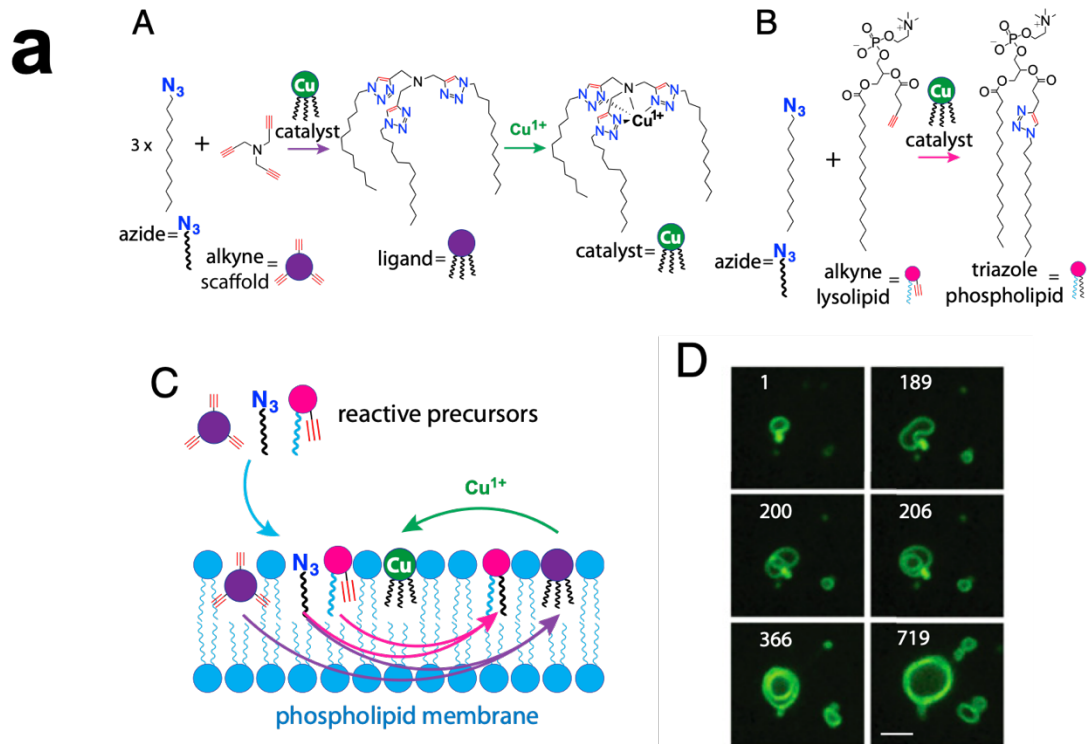 a
A
N3
3 x
+
Cu
catalyst
N
N
N
N
N
N
N
N
N
N
N
Cu1+
N
N
N
N
N
N
N
N
N
N
Cu1+
azide=
N3
alkyne
scaffold
=
ligand=
catalyst=
Cu
B
N3
+
O
P
O
−O
O
N
+
O
O
O
O
Cu
catalyst
O
P
O
−O
O
N
+
O
O
O
O
N
N
N
azide=
N3
alkyne
lysolipid
=
triazole
phospholipid
=
C
N3
reactive precursors
Cu1+
N3
Cu
phospholipid membrane
D
1
189
200
206
366
719